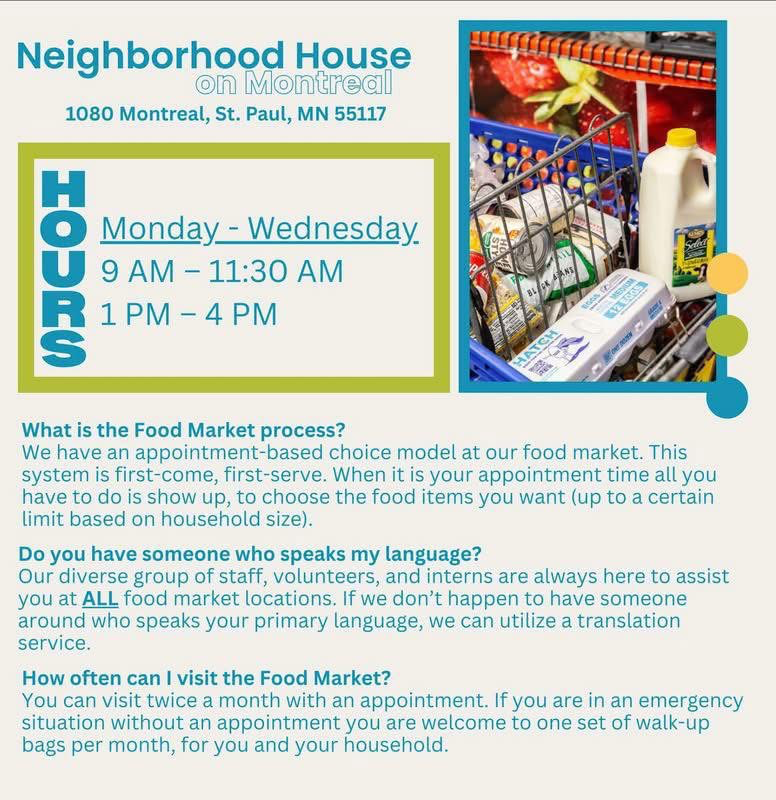 Neighborhood House
on Montreal
1080 Montreal, St. Paul, MN 55117
HOURS
Monday - Wednesday
9 AM – 11:30 AM
1 PM – 4 PM
Select
BLACK BEANS
EGGS
MEDIUM
12 EGGS
HATCH
What is the Food Market process?
We have an appointment-based choice model at our food market. This
system is first-come, first-serve. When it is your appointment time all you
have to do is show up, to choose the food items you want (up to a certain
limit based on household size).
Do you have someone who speaks my language?
Our diverse group of staff, volunteers, and interns are always here to assist
you at ALL food market locations. If we don’t happen to have someone
around who speaks your primary language, we can utilize a translation
service.
How often can I visit the Food Market?
You can visit twice a month with an appointment. If you are in an emergency
situation without an appointment you are welcome to one set of walk-up
bags per month, for you and your household.